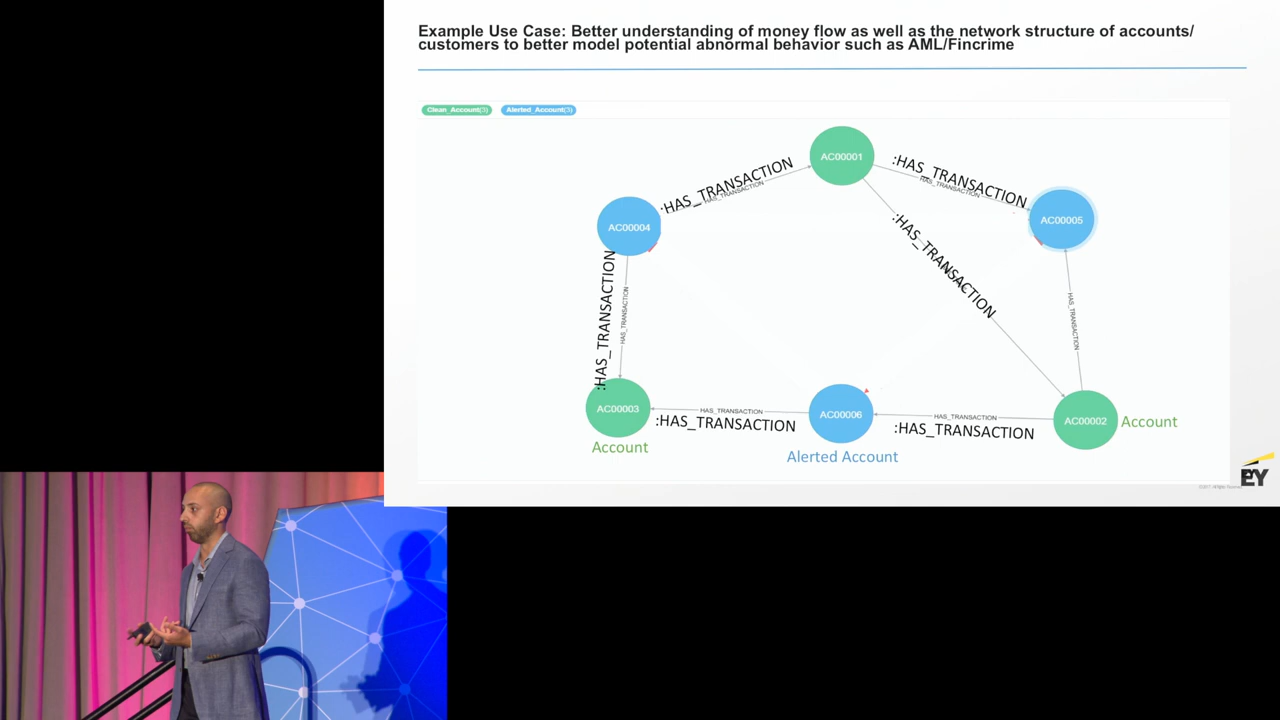 Example Use Case: Better understanding of money flow as well as the network structure of accounts/
customers to better model potential abnormal behavior such as AML/Fincrime
Clean_Account(3)
Alerted_Account(3)
AC00001
:HAS_TRANSACTION
HAS_TRANSACTION
:HAS_TRANSACTION
HAS_TRANSACTION
AC00004
AC00005
:HAS_TRANSACTION
:HAS_TRANSACTION
HAS_TRANSACTION
HAS_TRANSACTION
AC00003
HAS_TRANSACTION
:HAS_TRANSACTION
AC00006
HAS_TRANSACTION
:HAS_TRANSACTION
AC00002
Account
Account
Alerted Account
EY